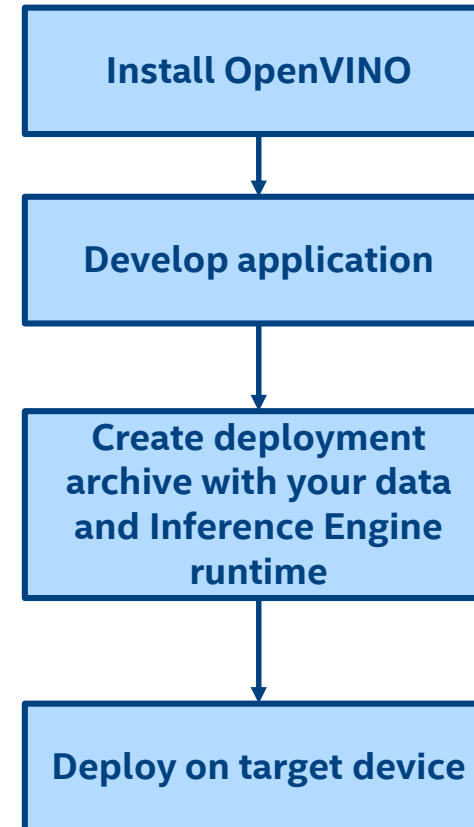 Install OpenVINO
Develop application
Create deployment
archive with your data
and Inference Engine
runtime
Deploy on target device